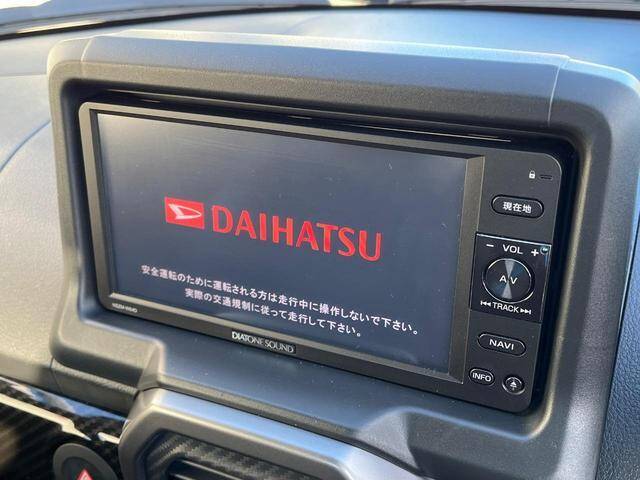 DAIHATSU
安全運転のために運転される方は走行中に操作しないで下さい。
実際の交通規制に従って走行して下さい。
DIATONE SOUND
現在地
− VOL +
AV
TRACK
NAVI
INFO